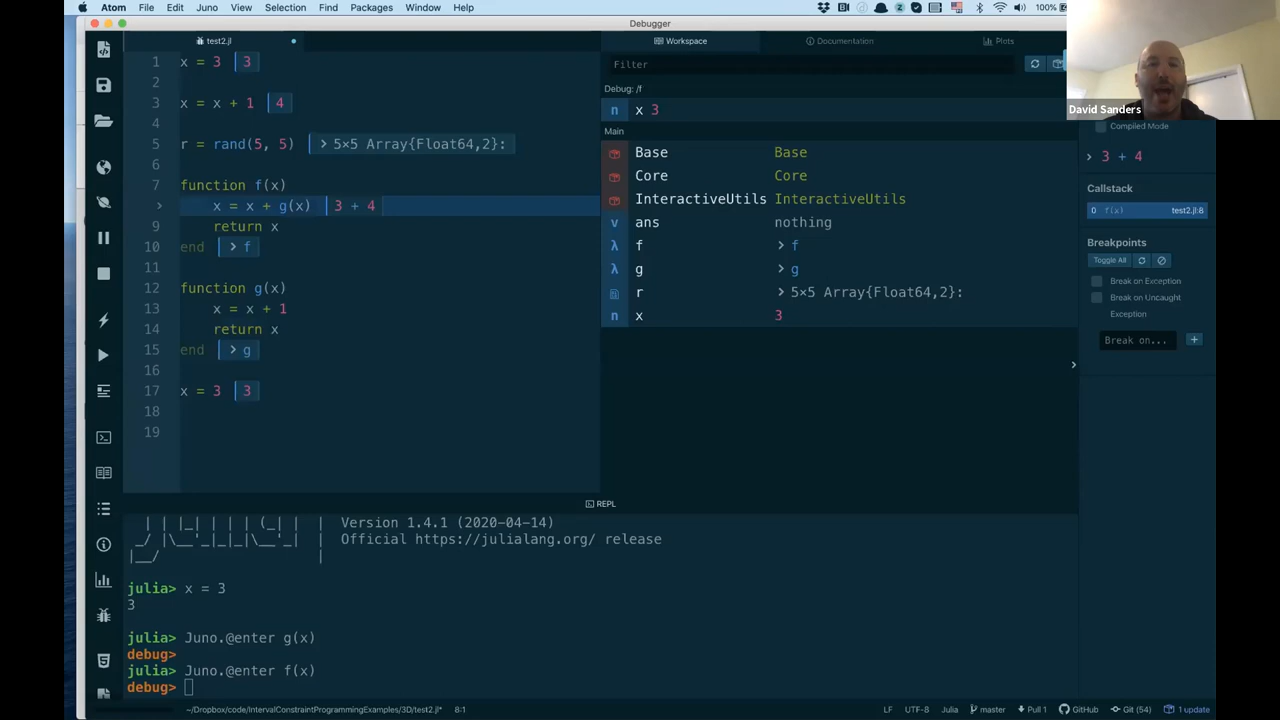 Atom File Edit Juno View Selection Find Packages Window Help 100%
Debugger
test2.jl
Workspace Documentation Plots
1 x = 3 3
2
3 x = x + 1 4
4
5 r = rand(5, 5) > 5×5 Array{Float64,2}:
6
7 function f(x)
> x = x + g(x) 3 + 4
9 return x
10 end > f
11
12 function g(x)
13 x = x + 1
14 return x
15 end > g
16
17 x = 3 3
18
19
Filter
Debug: /f
n x 3
Main
Base Base
Core Core
InteractiveUtils InteractiveUtils
v ans nothing
λ f > f
λ g > g
r > 5×5 Array{Float64,2}:
n x 3
David Sanders
Compiled Mode
> 3 + 4
Callstack
0 f(x) test2.jl:8
Breakpoints
Toggle All
Break on Exception
Break on Uncaught
Exception
Break on... +
REPL
Version 1.4.1 (2020-04-14)
Official https://julialang.org/ release
julia> x = 3
3
julia> Juno.@enter g(x)
debug>
julia> Juno.@enter f(x)
debug>
~/Dropbox/code/IntervalConstraintProgrammingExamples/3D/test2.jl* 8:1
LF UTF-8 Julia master Pull 1 GitHub Git (54) 1 update